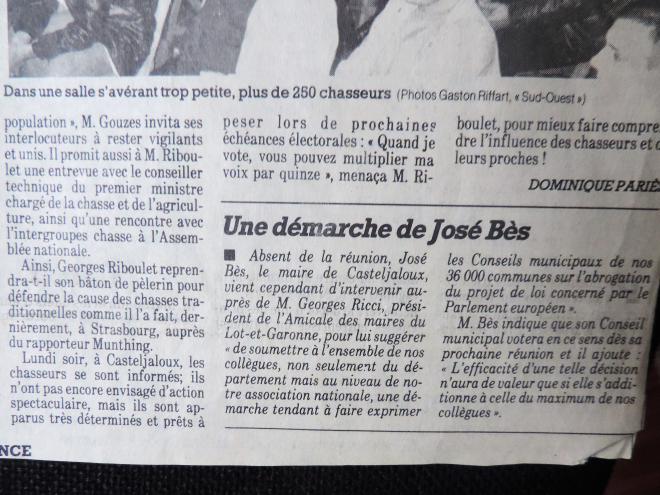 Dans une salle s'avérant trop petite, plus de 250 chasseurs (Photos Gaston Riffart, « Sud-Ouest »)
population », M. Gouzes invita ses
interlocuteurs à rester vigilants
et unis. Il promit aussi à M. Ribou-
let une entrevue avec le conseiller
technique du premier ministre
chargé de la chasse et de l'agricul-
ture, ainsi qu'une rencontre avec
l'intergroupes chasse à l'Assem-
blée nationale.
Ainsi, Georges Riboulet repren-
dra-t-il son bâton de pèlerin pour
défendre la cause des chasses tra-
ditionnelles comme il l'a fait, der-
nièrement, à Strasbourg, auprès
du rapporteur Munthing.
Lundi soir, à Casteljaloux, les
chasseurs se sont informés; ils
n'ont pas encore envisagé d'action
spectaculaire, mais ils sont ap-
parus très déterminés et prêts à
peser lors de prochaines
échéances électorales : « Quand je
vote, vous pouvez multiplier ma
voix par quinze », menaça M. Ri-
boulet, pour mieux faire compre
dre l'influence des chasseurs et
leurs proches !
DOMINIQUE PARIÈS
Une démarche de José Bès
■ Absent de la réunion, José
Bès, le maire de Casteljaloux,
vient cependant d'intervenir au-
près de M. Georges Ricci, prési-
dent de l'Amicale des maires du
Lot-et-Garonne, pour lui suggérer
« de soumettre à l'ensemble de nos
collègues, non seulement du dé-
partement mais au niveau de no-
tre association nationale, une dé-
marche tendant à faire exprimer
les Conseils municipaux de nos
36 000 communes sur l'abrogation
du projet de loi concerné par le
Parlement européen ».
M. Bès indique que son Conseil
municipal votera en ce sens dès sa
prochaine réunion et il ajoute :
« L'efficacité d'une telle décision
n'aura de valeur que si elle s'addi-
tionne à celle du maximum de nos
collègues ».
NCE